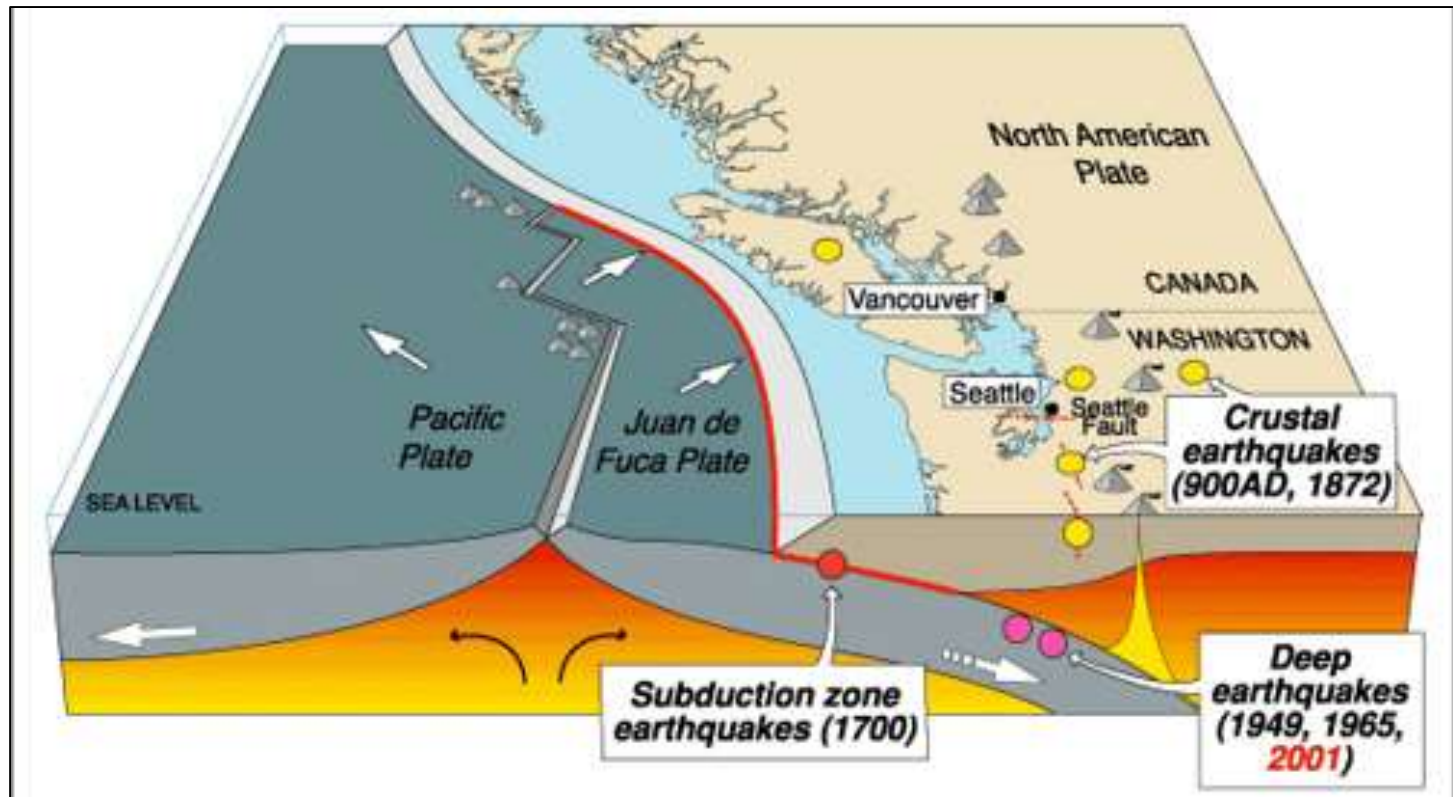 North American
Plate
CANADA
Vancouver
WASHINGTON
Seattle
Seattle
Fault
Crustal
earthquakes
(900AD, 1872)
Pacific
Plate
Juan de
Fuca Plate
SEA LEVEL
Subduction zone
earthquakes (1700)
Deep
earthquakes
(1949, 1965,
2001)